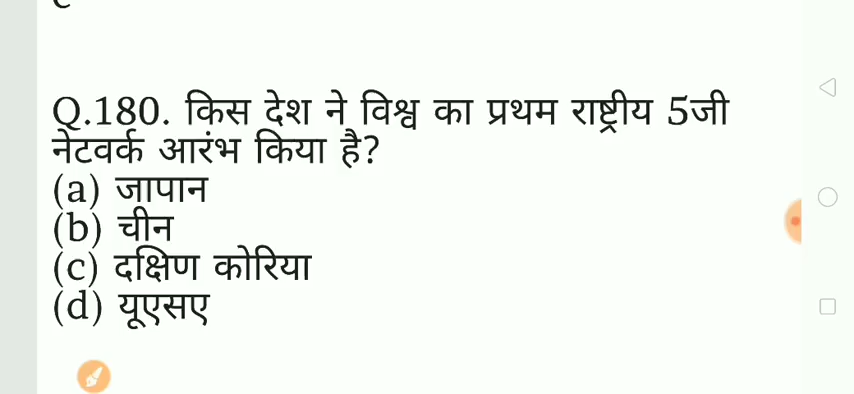 Q.180. किस देश ने विश्व का प्रथम राष्ट्रीय 5जी
नेटवर्क आरंभ किया है?
(a) जापान
(b) चीन
(c) दक्षिण कोरिया
(d) यूएसए